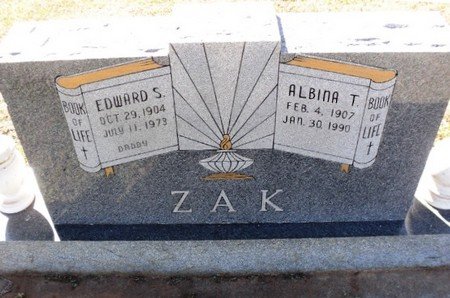 BOOK
OF
LIFE
EDWARD S.
OCT 29, 1904
JULY 11, 1973
DADDY
ALBINA T.
FEB. 4, 1907
JAN. 30, 1990
BOOK
OF
LIFE
ZAK